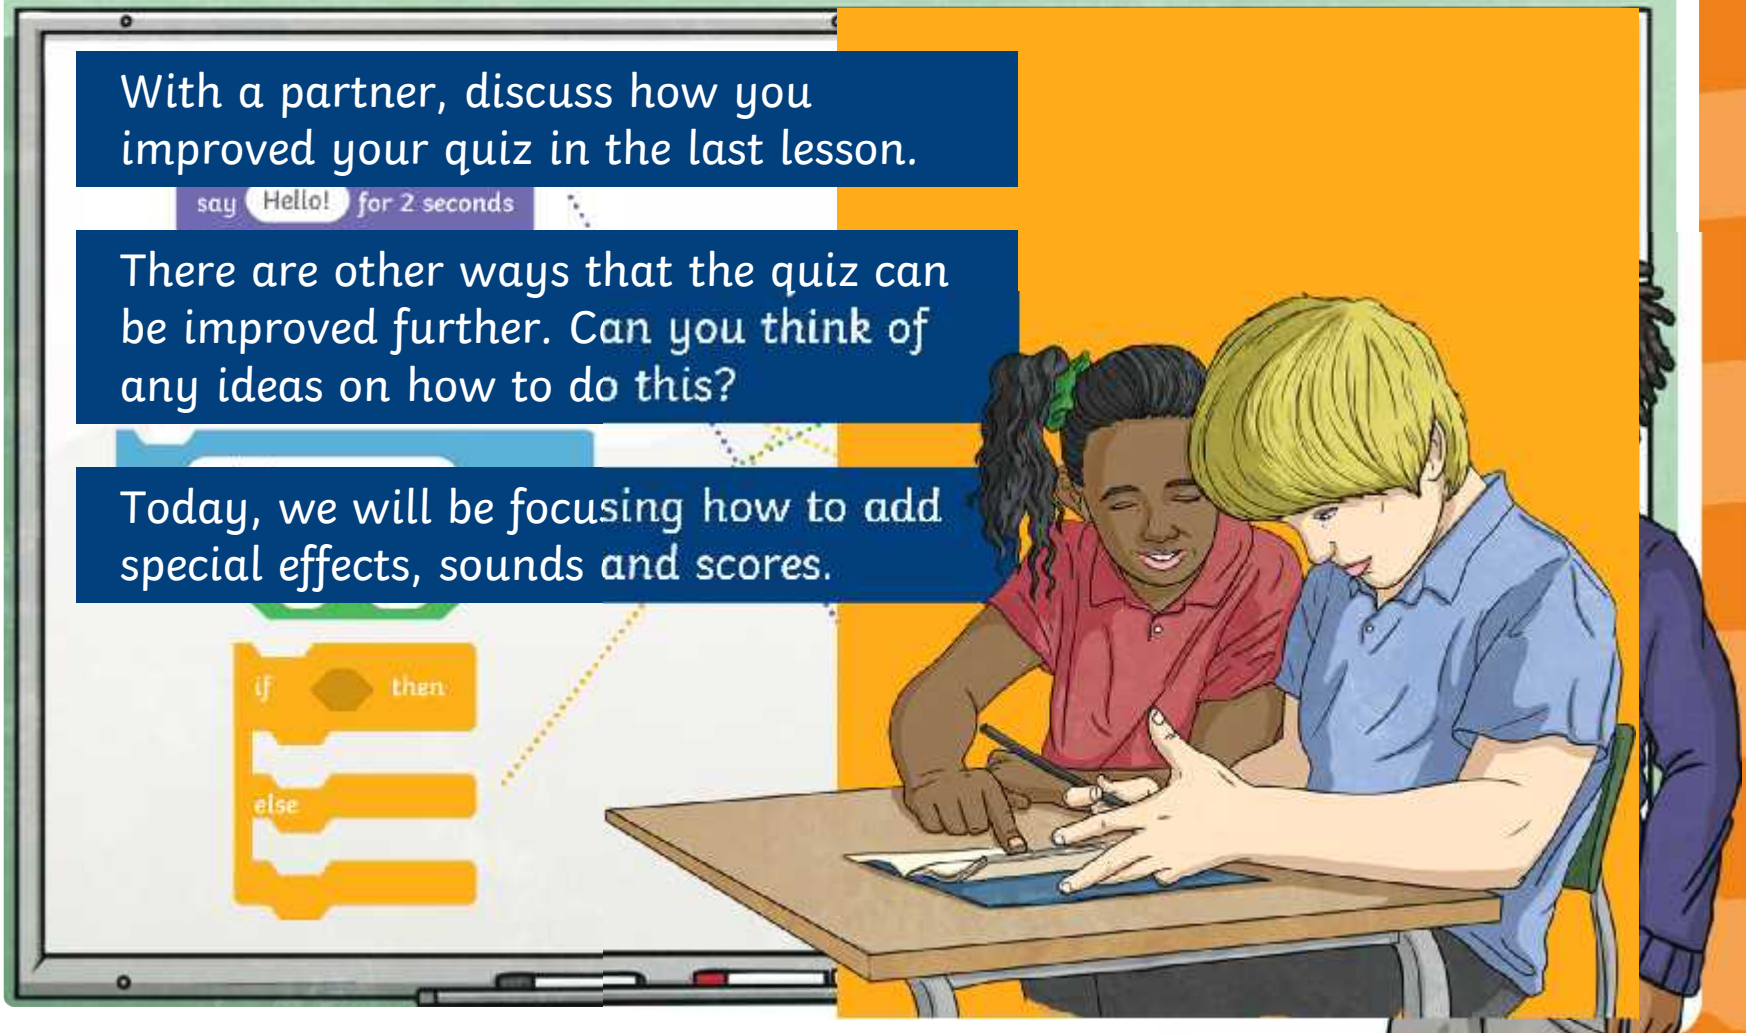 With a partner, discuss how you
improved your quiz in the last lesson.
say Hello! for 2 seconds
There are other ways that the quiz can
be improved further. Can you think of
any ideas on how to do this?
Today, we will be focusing how to add
special effects, sounds and scores.
if then
else